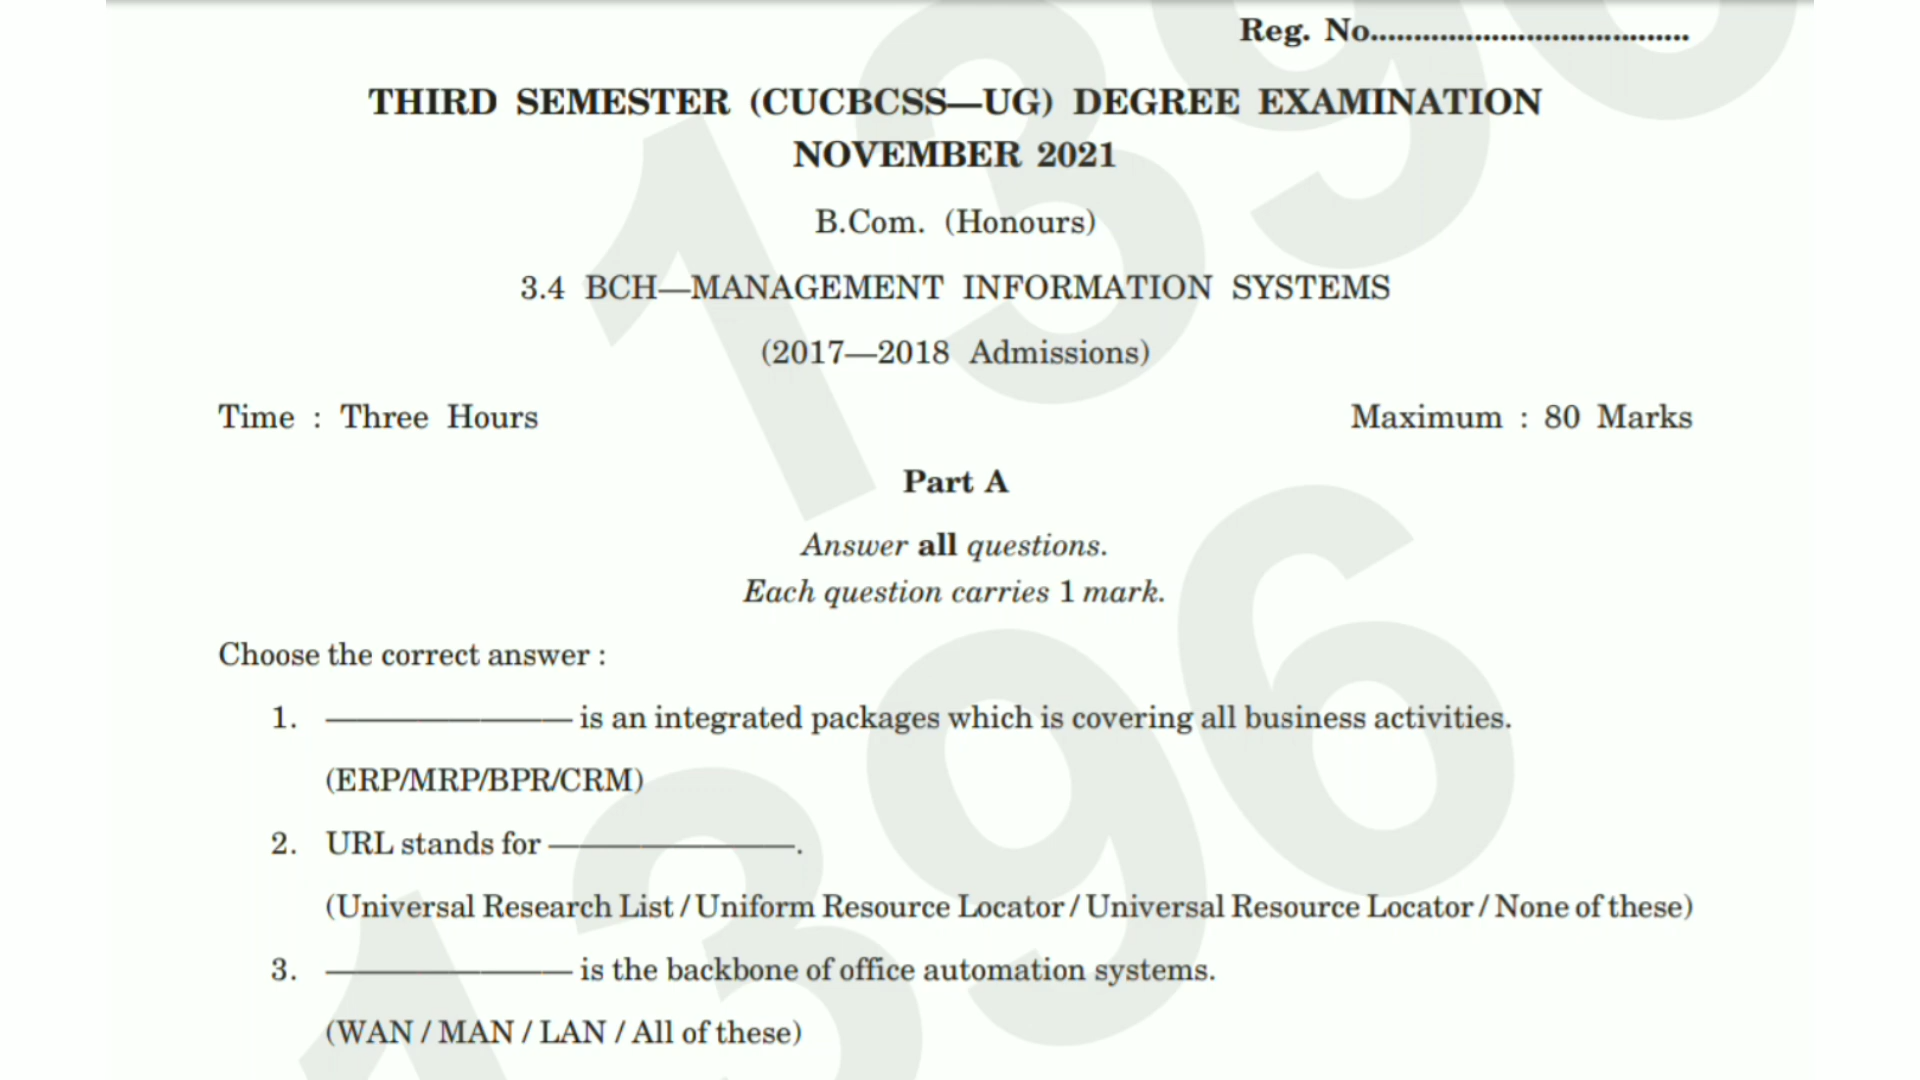 Reg. No.....................................
THIRD SEMESTER (CUCBCSS—UG) DEGREE EXAMINATION
NOVEMBER 2021
B.Com. (Honours)
3.4 BCH—MANAGEMENT INFORMATION SYSTEMS
(2017—2018 Admissions)
Time : Three Hours Maximum : 80 Marks
Part A
Answer all questions.
Each question carries 1 mark.
Choose the correct answer :
1. ———————— is an integrated packages which is covering all business activities.
(ERP/MRP/BPR/CRM)
2. URL stands for ————————.
(Universal Research List / Uniform Resource Locator / Universal Resource Locator / None of these)
3. ———————— is the backbone of office automation systems.
(WAN / MAN / LAN / All of these)
1396
1396